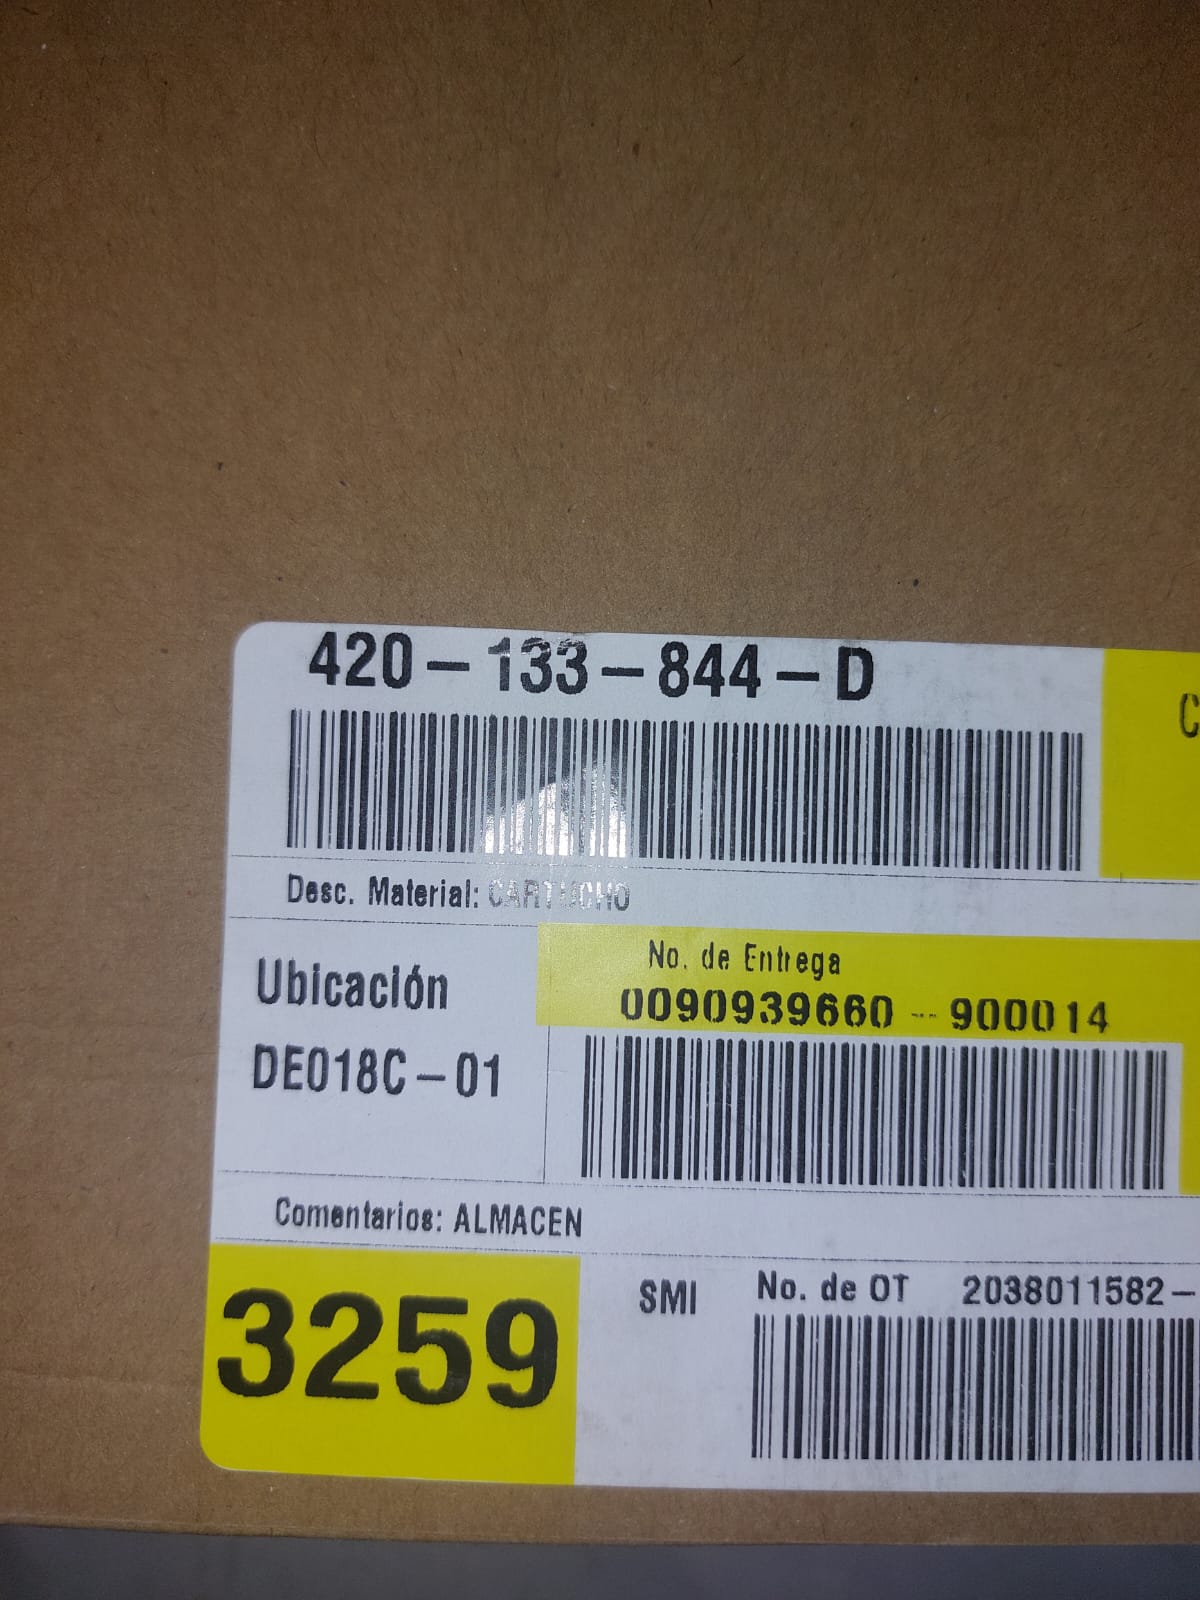 420-133-844-D
C
Desc. Material: CARTUCHO
No. de Entrega
Ubicación
0090939660 -- 900014
DE018C-01
Comentarios: ALMACEN
SMI No. de OT 2038011582-
3259